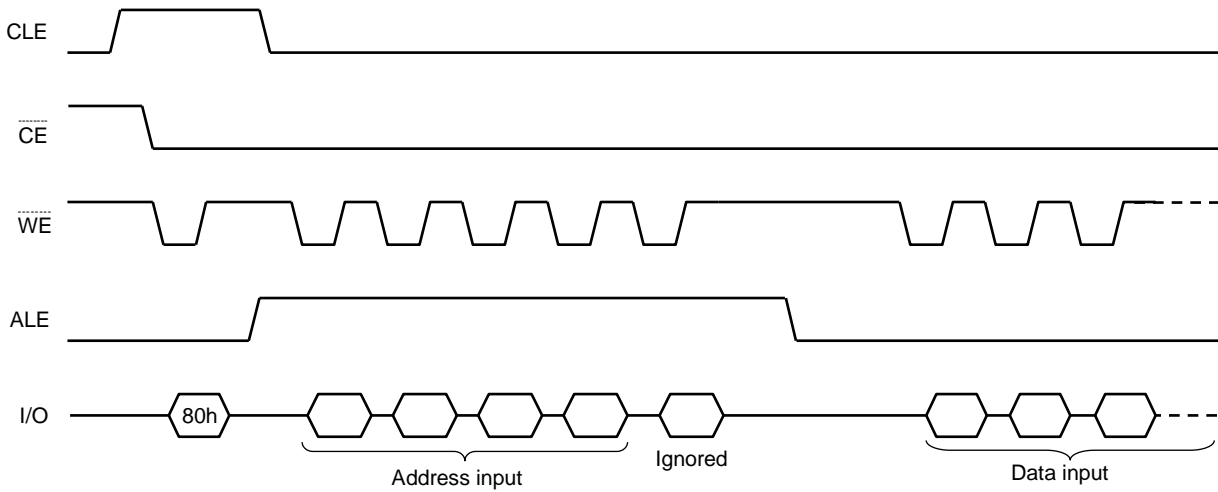 CLE
CE
WE
ALE
I/O
80h
Address input
Ignored
Data input